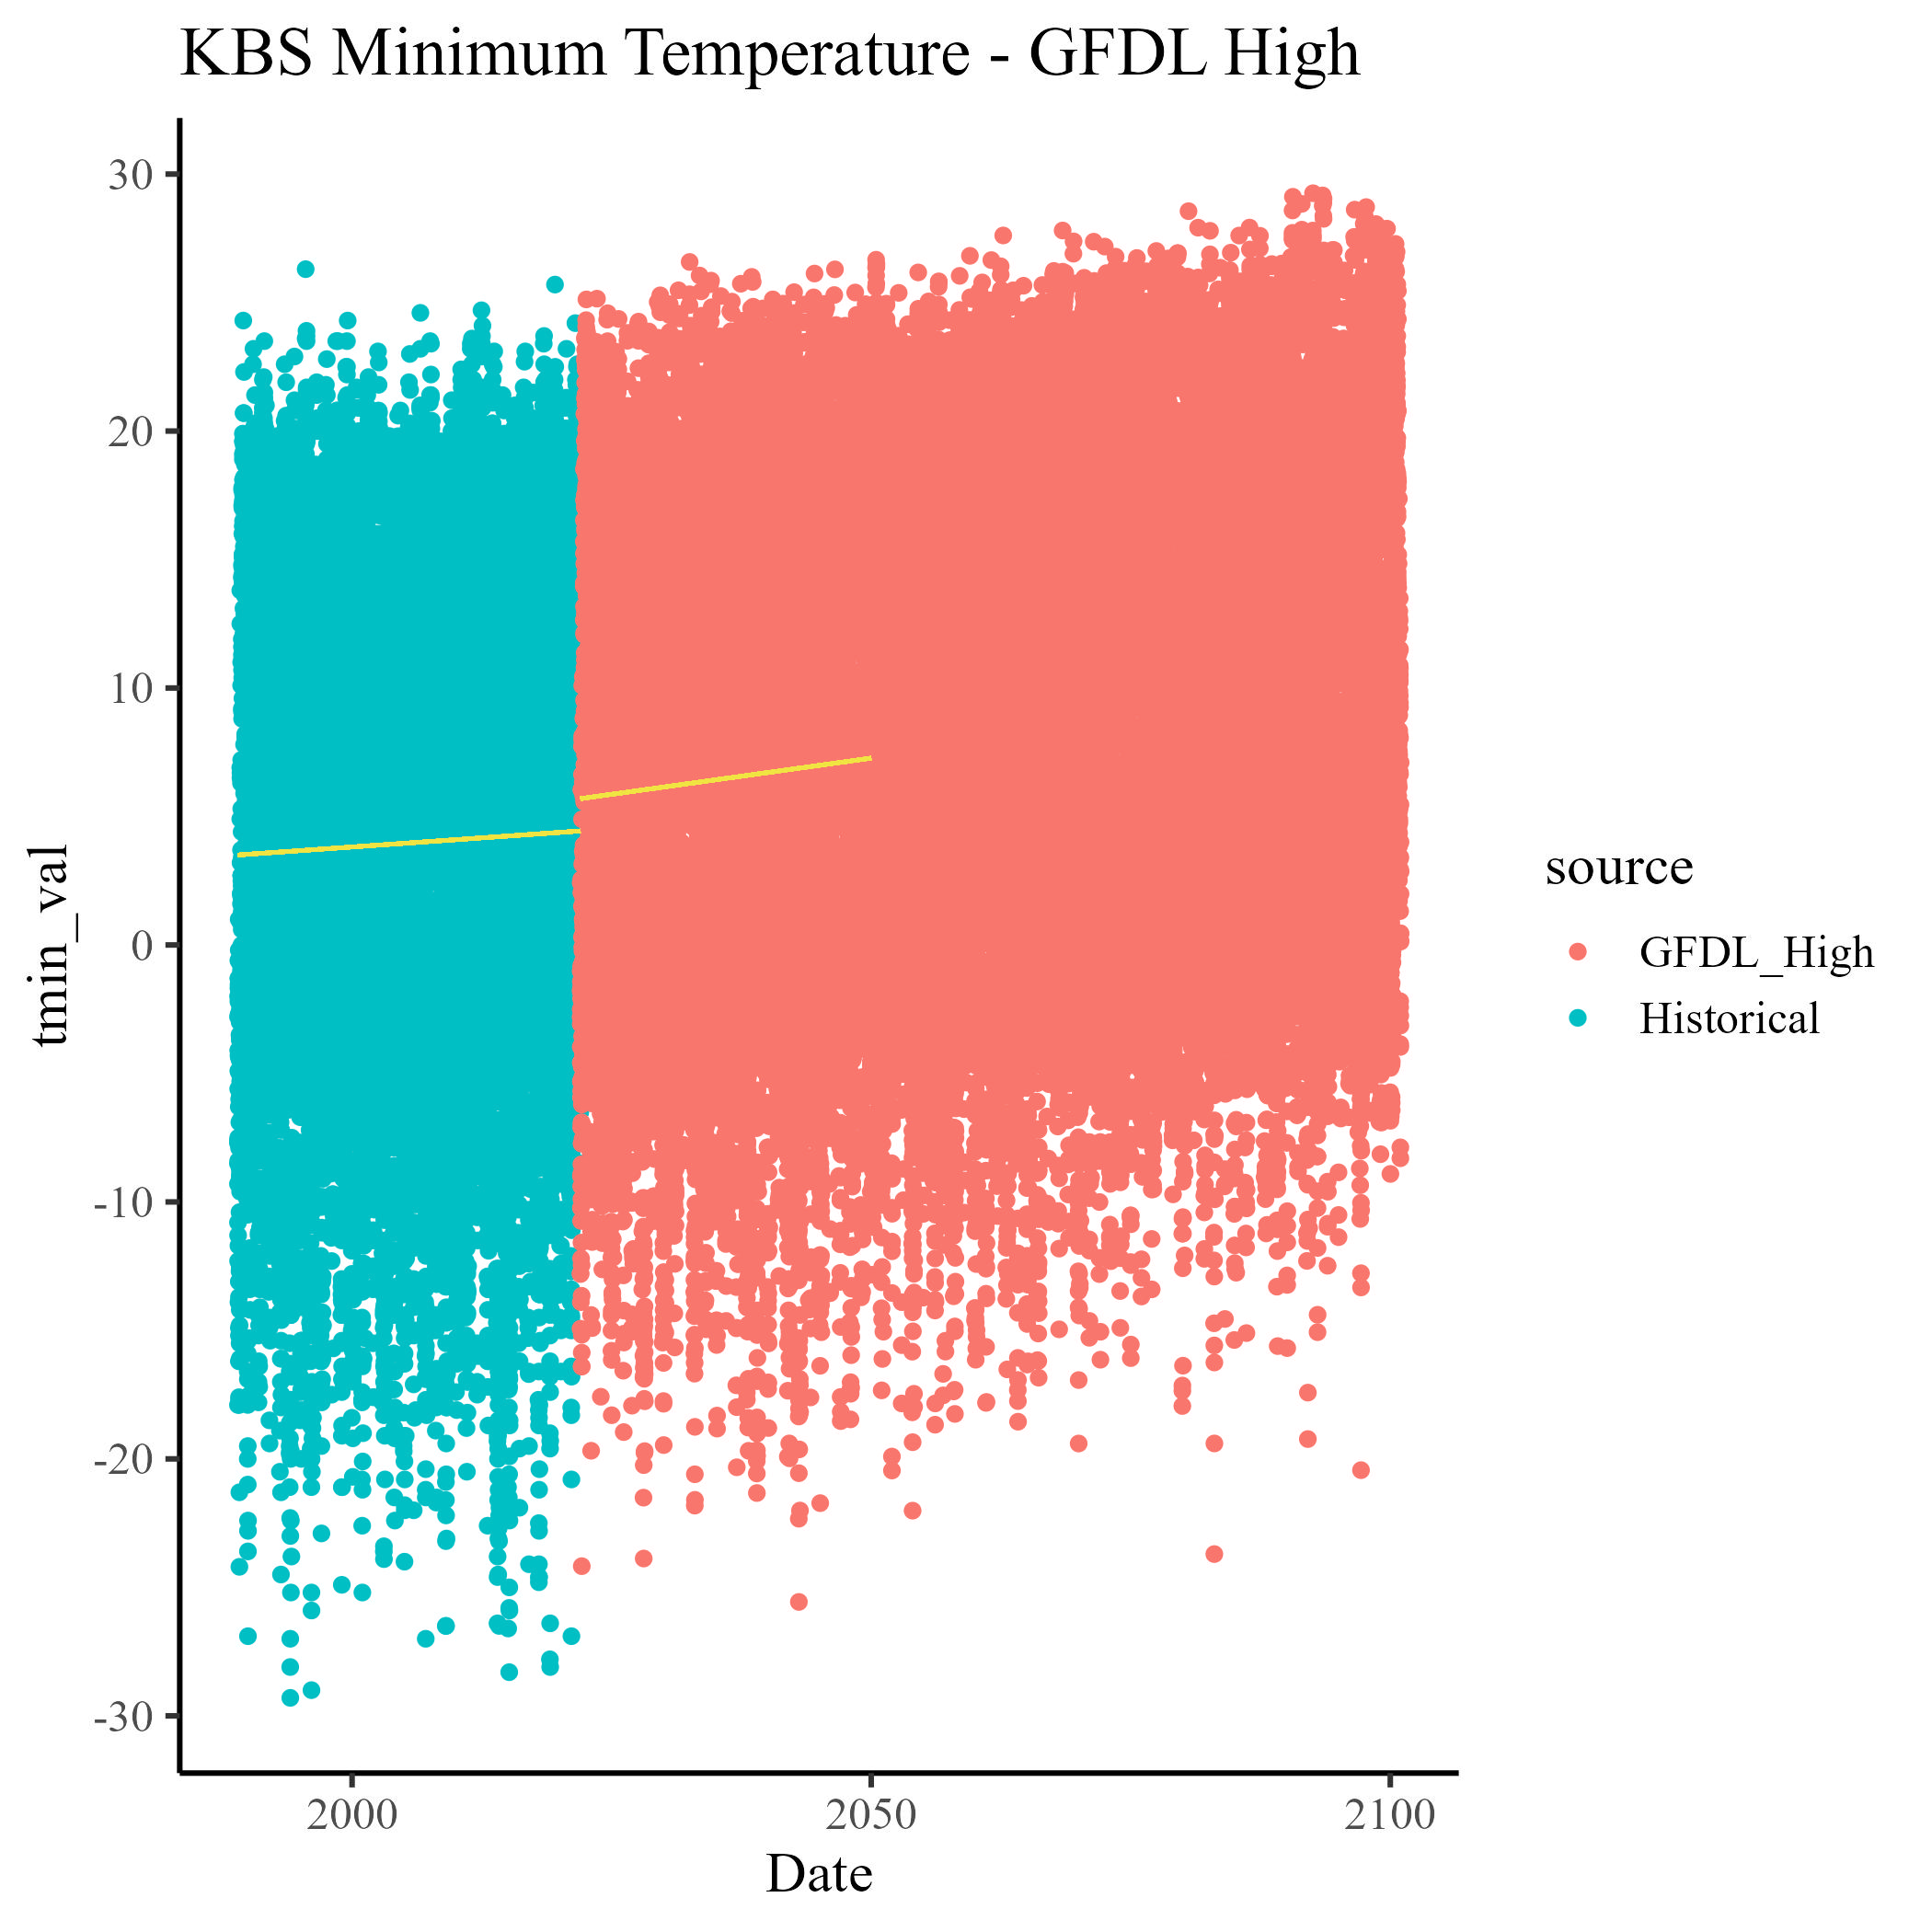 KBS Minimum Temperature - GFDL High
30
20
10
0
-10
-20
-30
tmin_val
2000 2050 2100
Date
source
GFDL_High
Historical